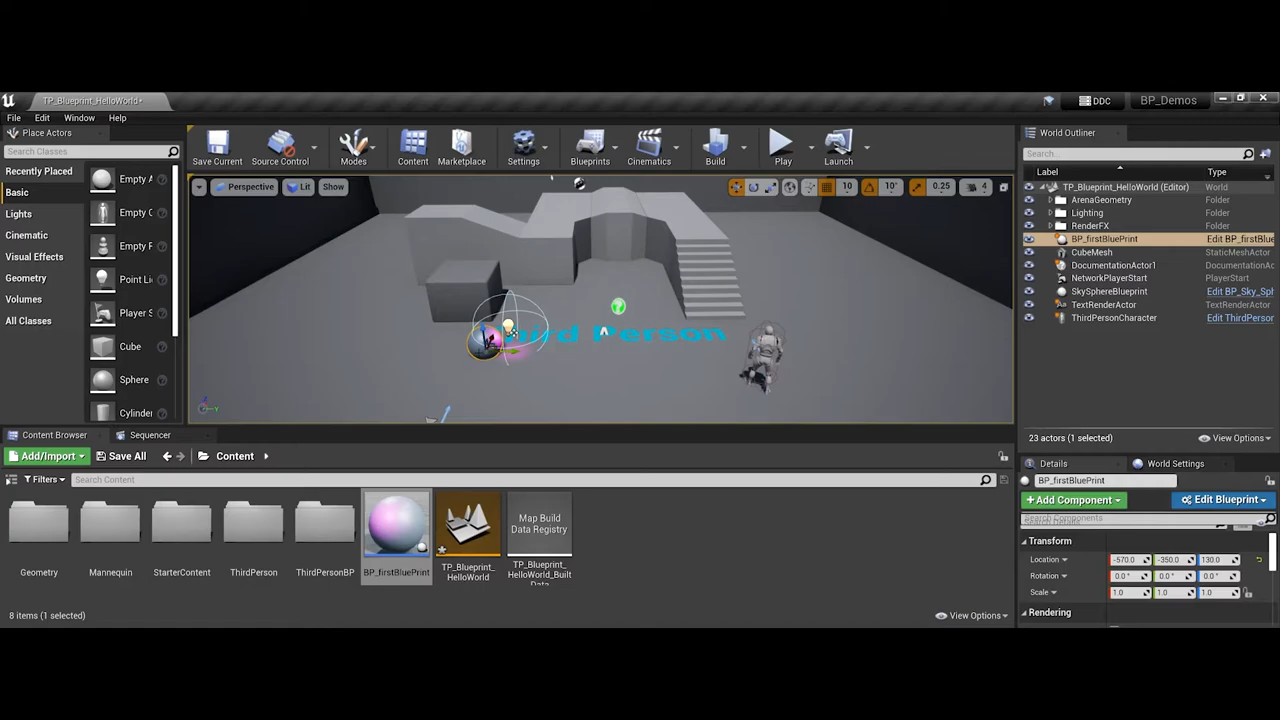 TP_Blueprint_HelloWorld*
DDC
BP_Demos
File Edit Window Help
Place Actors
Search Classes
Recently Placed
Basic
Lights
Cinematic
Visual Effects
Geometry
Volumes
All Classes
Empty A
Empty C
Empty P
Point Li
Player S
Cube
Sphere
Cylinder
Save Current
Source Control
Modes
Content
Marketplace
Settings
Blueprints
Cinematics
Build
Play
Launch
Perspective
Lit
Show
10
10°
0.25
4
Third Person
World Outliner
Search...
Label Type
TP_Blueprint_HelloWorld (Editor) World
ArenaGeometry Folder
Lighting Folder
RenderFX Folder
BP_firstBluePrint Edit BP_firstBlue
CubeMesh StaticMeshActor
DocumentationActor1 DocumentationAc
NetworkPlayerStart PlayerStart
SkySphereBlueprint Edit BP_Sky_Sph
TextRenderActor TextRenderActor
ThirdPersonCharacter Edit ThirdPerson
23 actors (1 selected)
View Options
Content Browser
Sequencer
Add/Import
Save All
Content
Filters
Search Content
Geometry
Mannequin
StarterContent
ThirdPerson
ThirdPersonBP
BP_firstBluePrint
TP_Blueprint_
HelloWorld
Map Build
Data Registry
TP_Blueprint_
HelloWorld_Built
Data
8 items (1 selected)
View Options
Details
World Settings
BP_firstBluePrint
+Add Component
Edit Blueprint
Search Components
Transform
Location -570.0 -350.0 130.0
Rotation 0.0° 0.0° 0.0°
Scale 1.0 1.0 1.0
Rendering